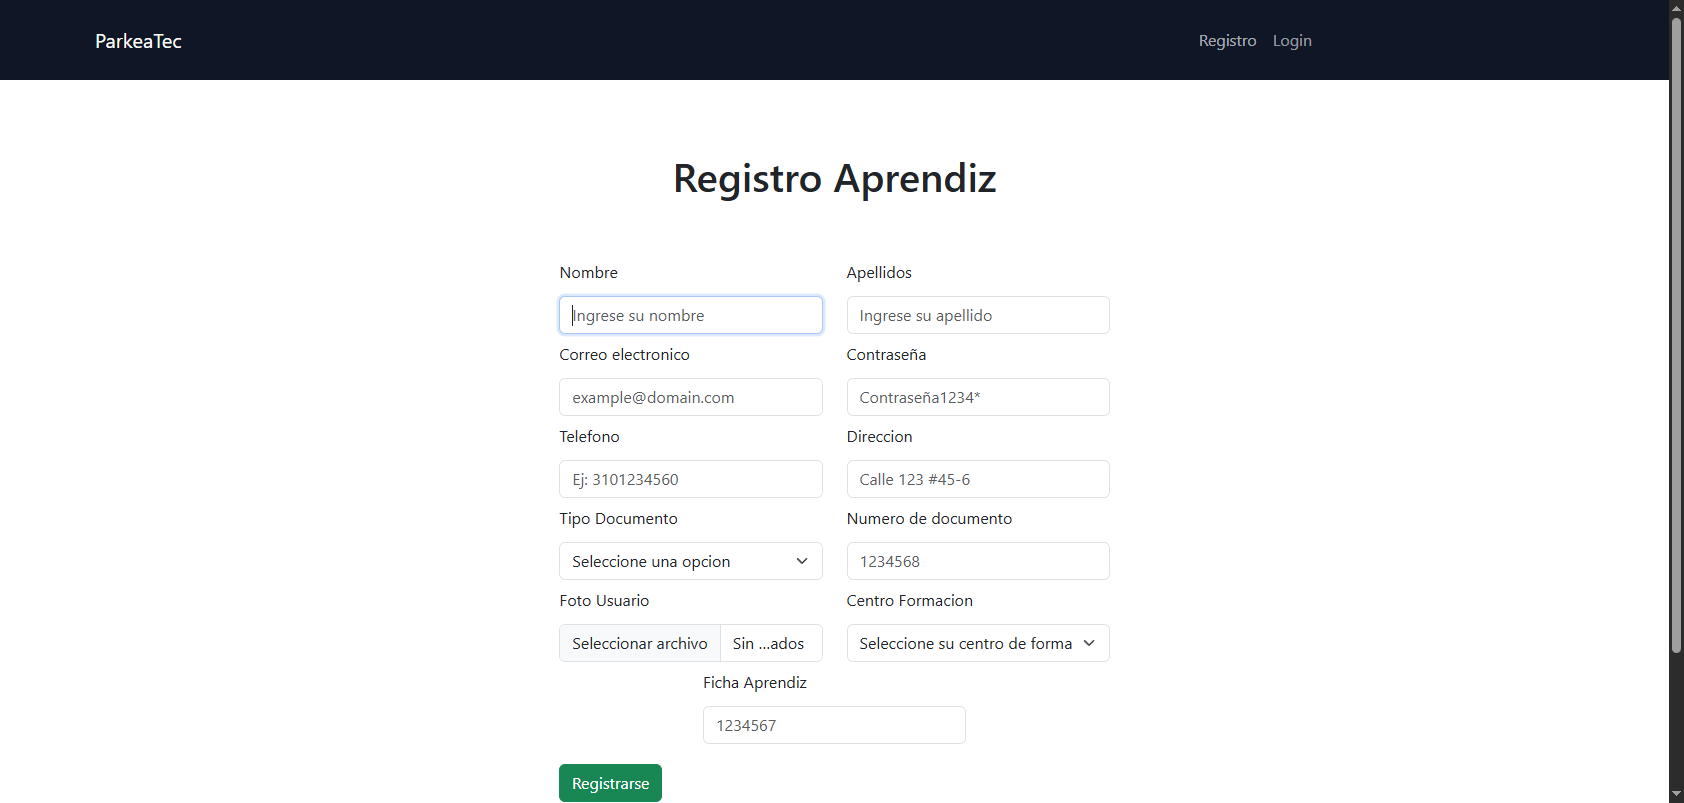 ParkeaTec Registro Login
Registro Aprendiz
Nombre Apellidos
Ingrese su nombre Ingrese su apellido
Correo electronico Contraseña
example@domain.com Contraseña1234*
Telefono Direccion
Ej: 3101234560 Calle 123 #45-6
Tipo Documento Numero de documento
Seleccione una opcion 1234568
Foto Usuario Centro Formacion
Seleccionar archivo Sin ...ados Seleccione su centro de forma
Ficha Aprendiz
1234567
Registrarse